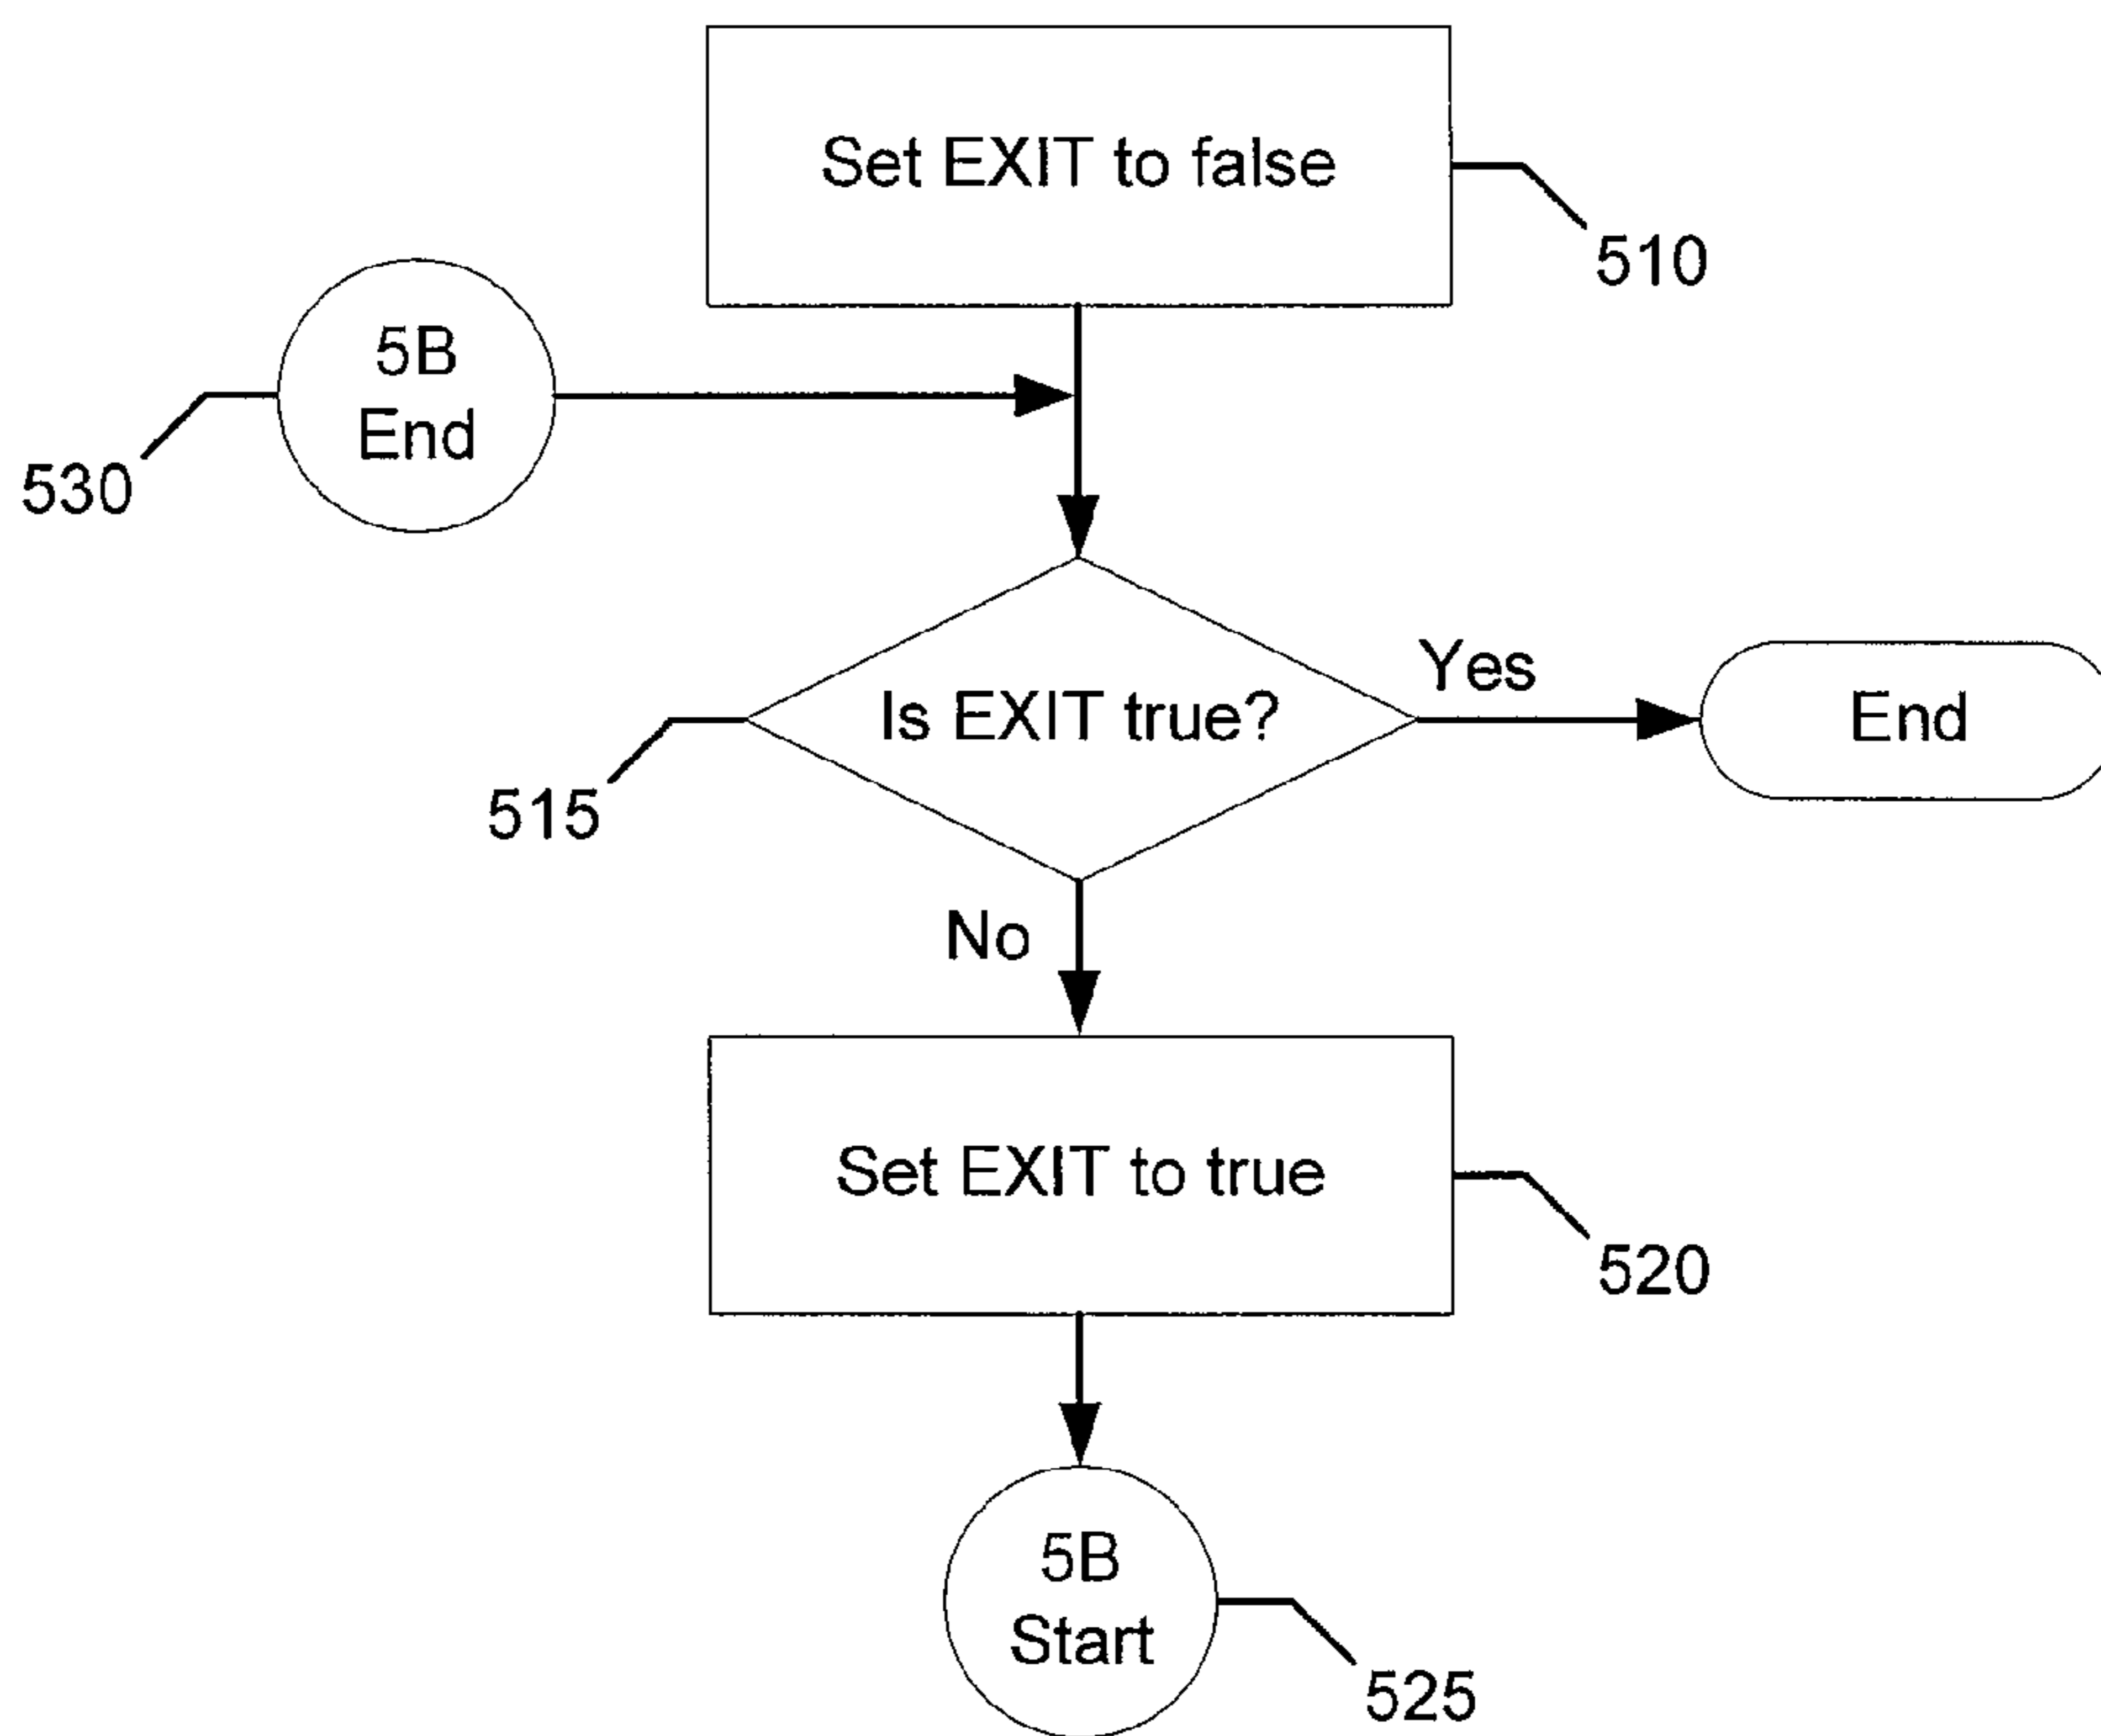 Set EXIT to false
510
5B
End
530
Is EXIT true?
Yes
End
515
No
Set EXIT to true
520
5B
Start
525